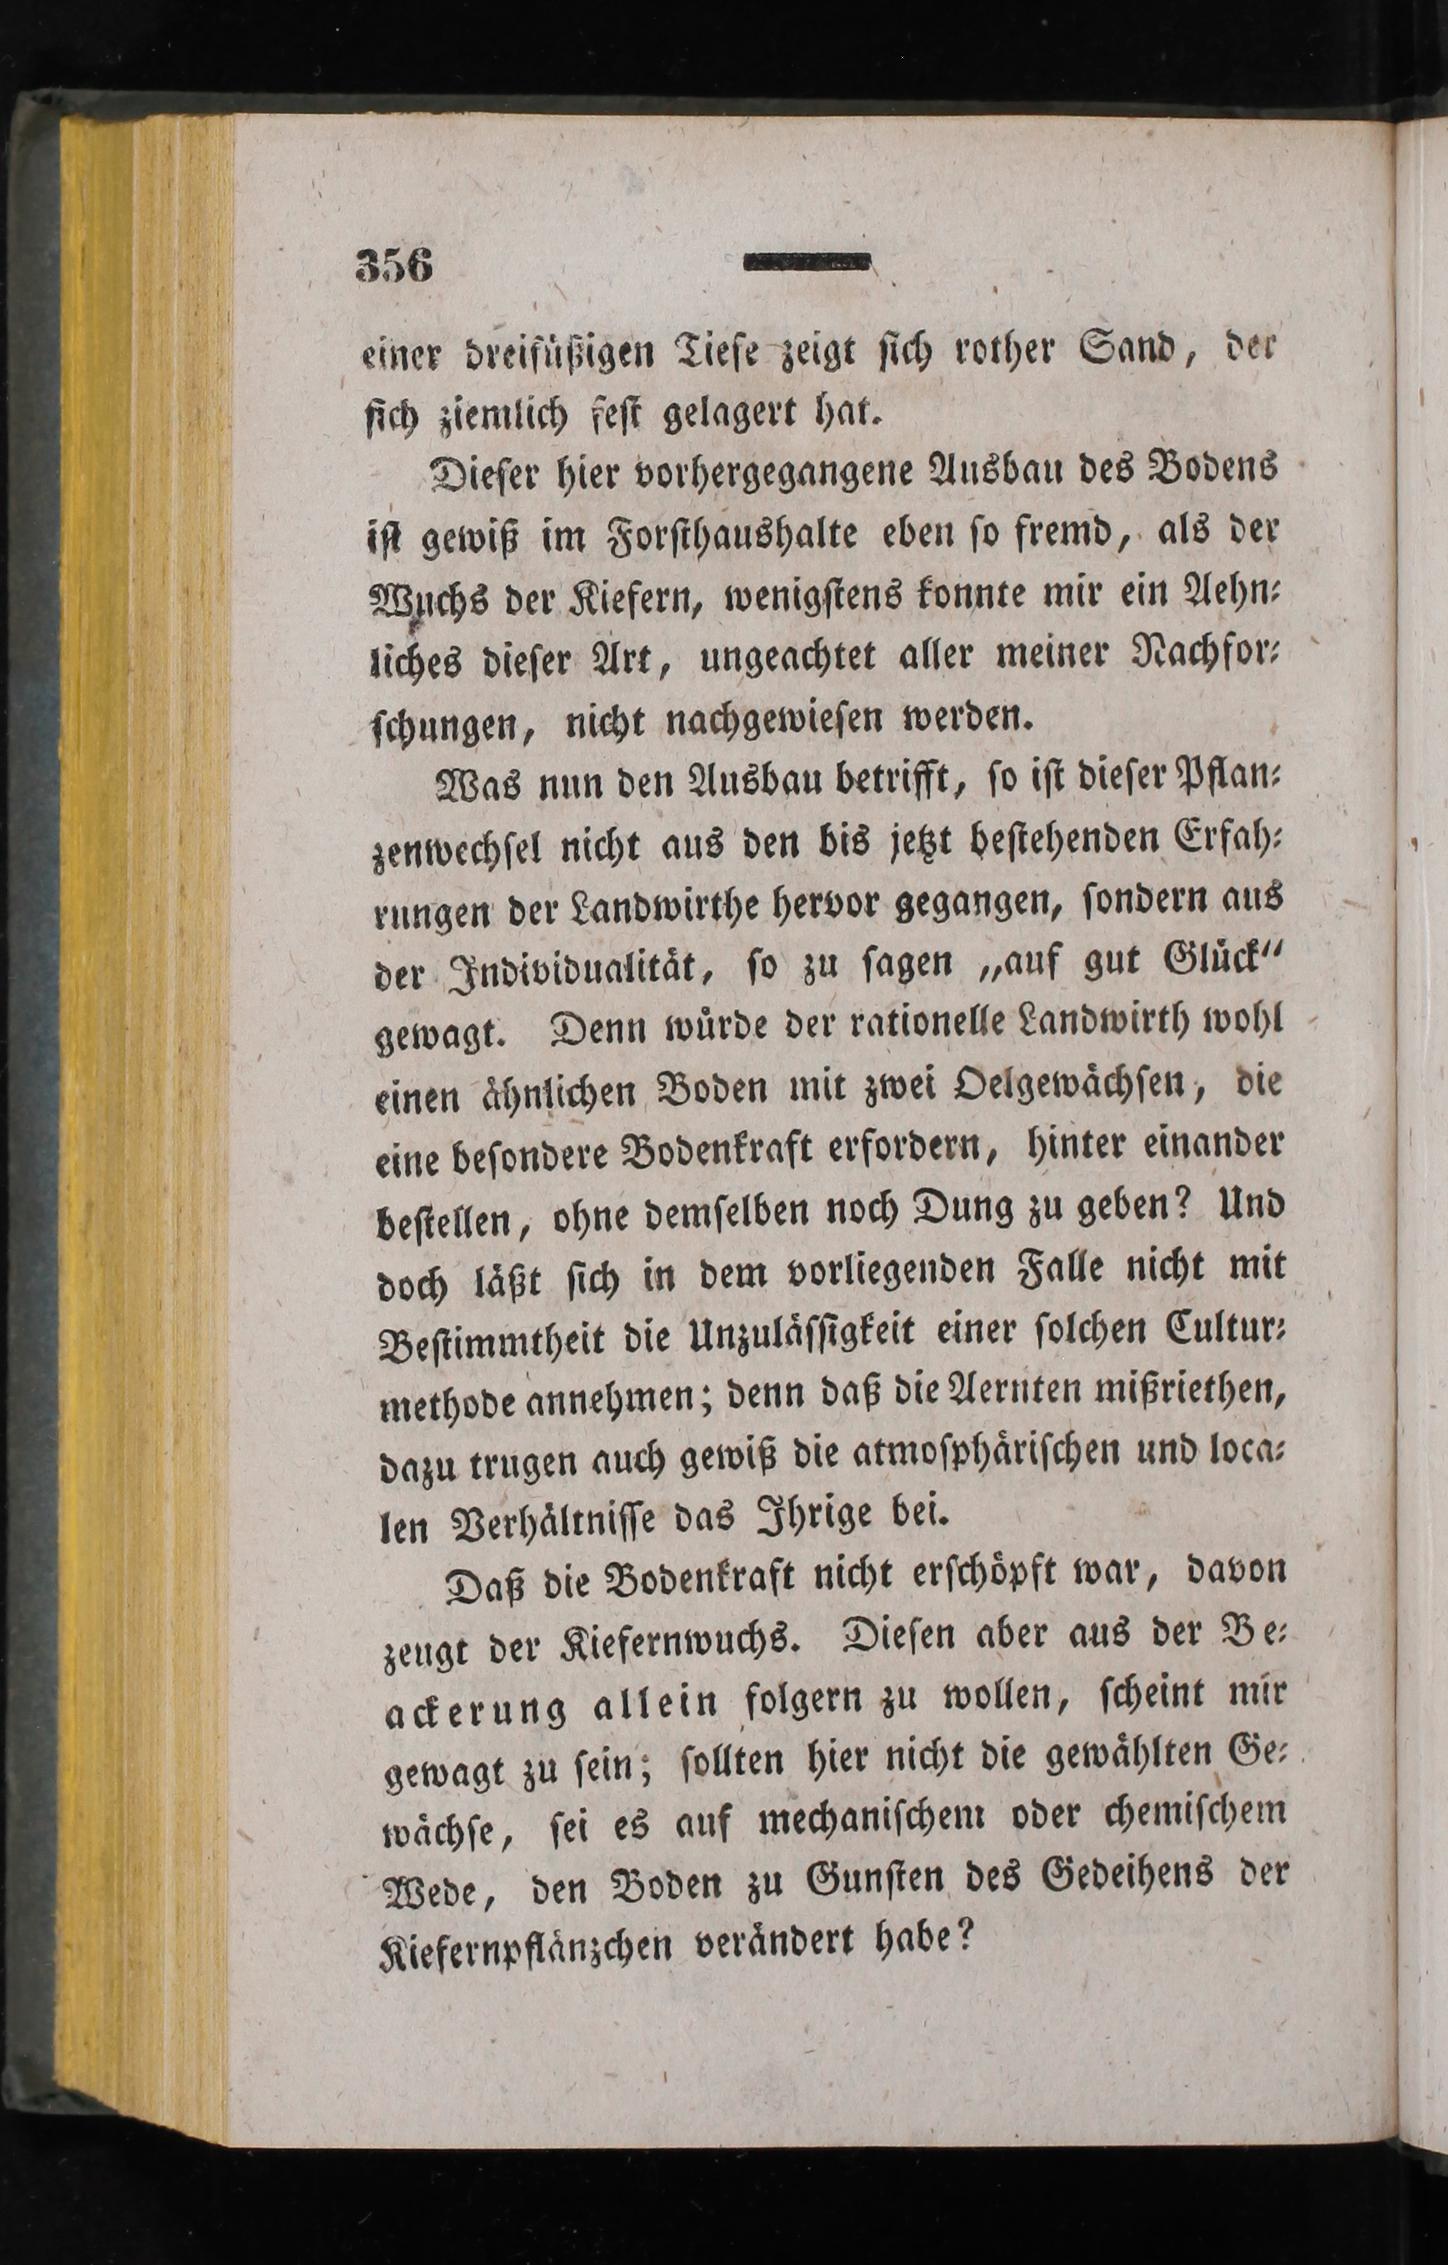 356
einer dreifüßigen Tiefe zeigt ſich rother Sand, der
ſich ziemlich feſt gelagert hat.
Dieſer hier vorhergegangene Ausbau des Bodens
iſt gewiß im Forſthaushalte eben ſo fremd, als der
Wuchs der Kiefern, wenigſtens konnte mir ein Aehn⸗
liches dieſer Art, ungeachtet aller meiner Nachfor⸗
ſchungen, nicht nachgewieſen werden.
Was nun den Ausbau betrifft, ſo iſt dieſer Pflan⸗
zenwechſel nicht aus den bis jetzt beſtehenden Erfah⸗
rungen der Landwirthe hervor gegangen, ſondern aus
der Individualität, ſo zu ſagen „auf gut Glück“
gewagt. Denn würde der rationelle Landwirth wohl
einen ähnlichen Boden mit zwei Oelgewächſen, die
eine beſondere Bodenkraft erfordern, hinter einander
beſtellen, ohne demſelben noch Dung zu geben? Und
doch läßt ſich in dem vorliegenden Falle nicht mit
Beſtimmtheit die Unzuläſſigkeit einer ſolchen Cultur⸗
methode annehmen; denn daß die Aernten mißriethen,
dazu trugen auch gewiß die atmoſphäriſchen und loca⸗
len Verhältniſſe das Ihrige bei.
Daß die Bodenkraft nicht erſchöpft war, davon
zeugt der Kiefernwuchs. Dieſen aber aus der Be⸗
ackerung allein folgern zu wollen, ſcheint mir
gewagt zu ſein; ſollten hier nicht die gewählten Ge⸗
wächſe, ſei es auf mechaniſchem oder chemiſchem
Wede, den Boden zu Gunſten des Gedeihens der
Kiefernpflänzchen verändert habe?